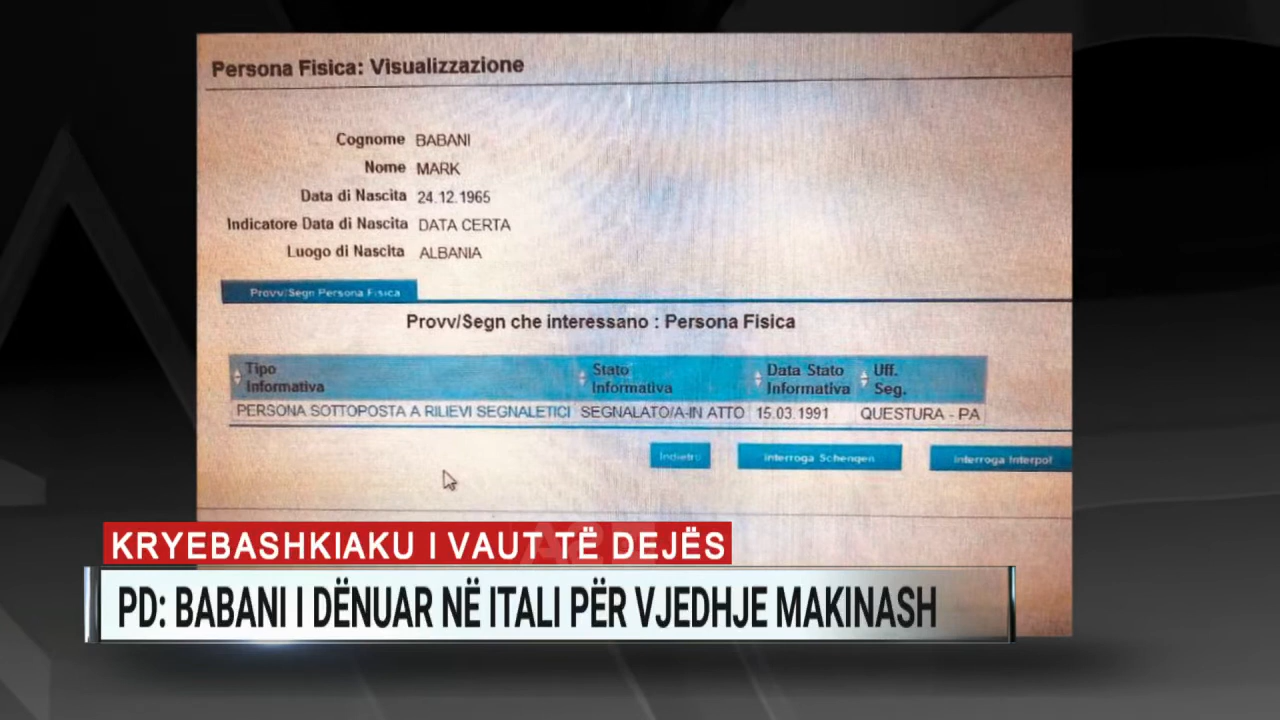 Persona Fisica: Visualizzazione
Cognome BABANI
Nome MARK
Data di Nascita 24.12.1965
Indicatore Data di Nascita DATA CERTA
Luogo di Nascita ALBANIA
Provv/Segn Persona Fisica
Provv/Segn che interessano : Persona Fisica
Tipo Informativa Stato Informativa Data Stato Informativa Uff. Seg.
PERSONA SOTTOPOSTA A RILIEVI SEGNALETICI SEGNALATO/A-IN ATTO 15.03.1991 QUESTURA - PA
Indietro Interroga Schengen Interroga Interpol
KRYEBASHKIAKU I VAUT TË DEJËS
PD: BABANI I DËNUAR NË ITALI PËR VJEDHJE MAKINASH